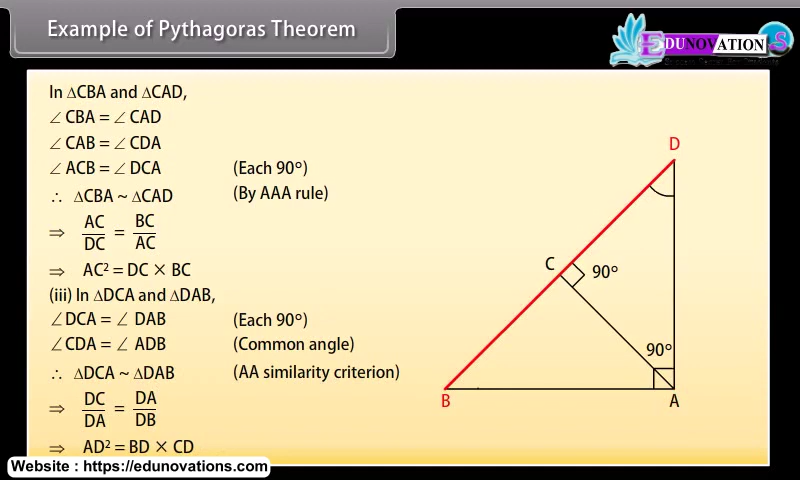 Example of Pythagoras Theorem
EDUNOVATION.S
In ∆CBA and ∆CAD,
∠ CBA = ∠ CAD
∠ CAB = ∠ CDA
∠ ACB = ∠ DCA (Each 90°)
∴ ∆CBA ~ ∆CAD (By AAA rule)
⇒ AC/DC = BC/AC
⇒ AC² = DC × BC
(iii) In ∆DCA and ∆DAB,
∠DCA = ∠ DAB (Each 90°)
∠CDA = ∠ ADB (Common angle)
∴ ∆DCA ~ ∆DAB (AA similarity criterion)
⇒ DC/DA = DA/DB
⇒ AD² = BD × CD
D
C 90°
90°
B A
Website : https://edunovations.com